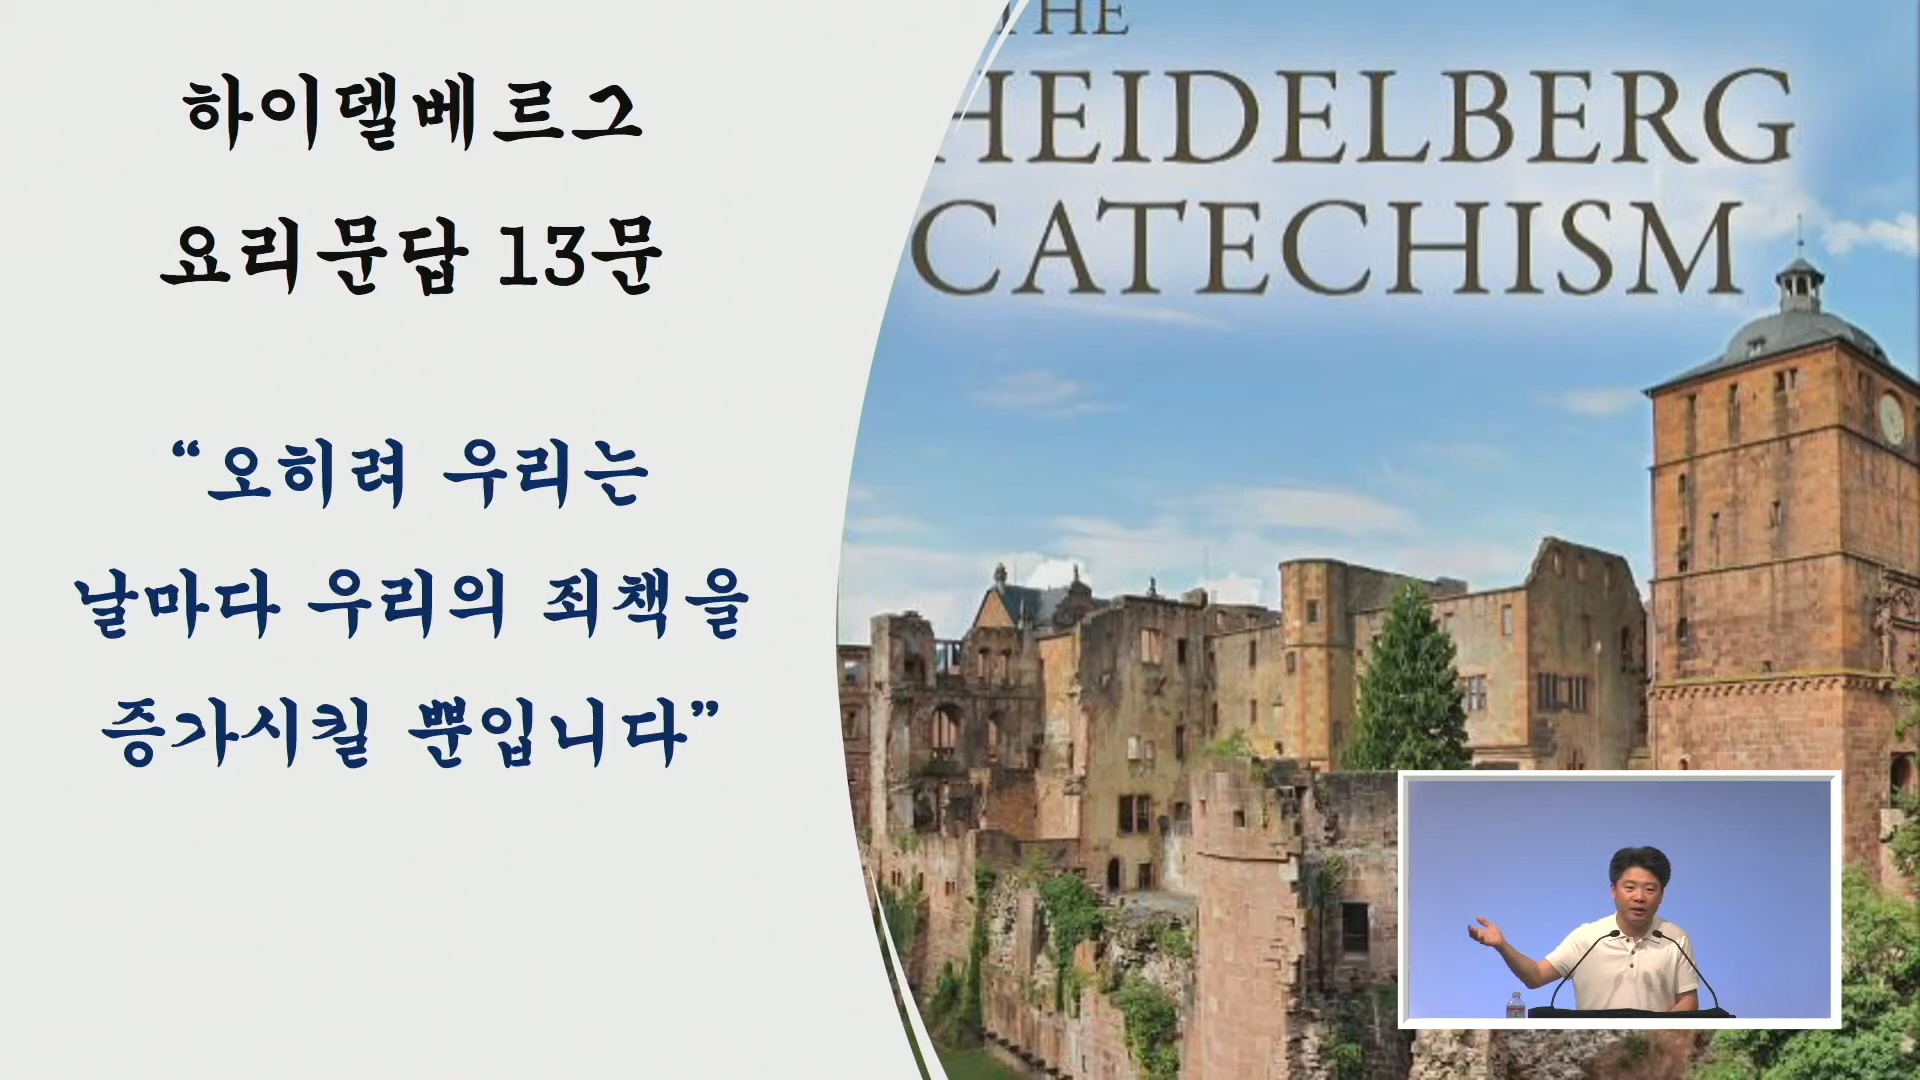 하이델베르그
요리문답 13문
“오히려 우리는
날마다 우리의 죄책을
증가시킬 뿐입니다”
THE
HEIDELBERG
CATECHISM